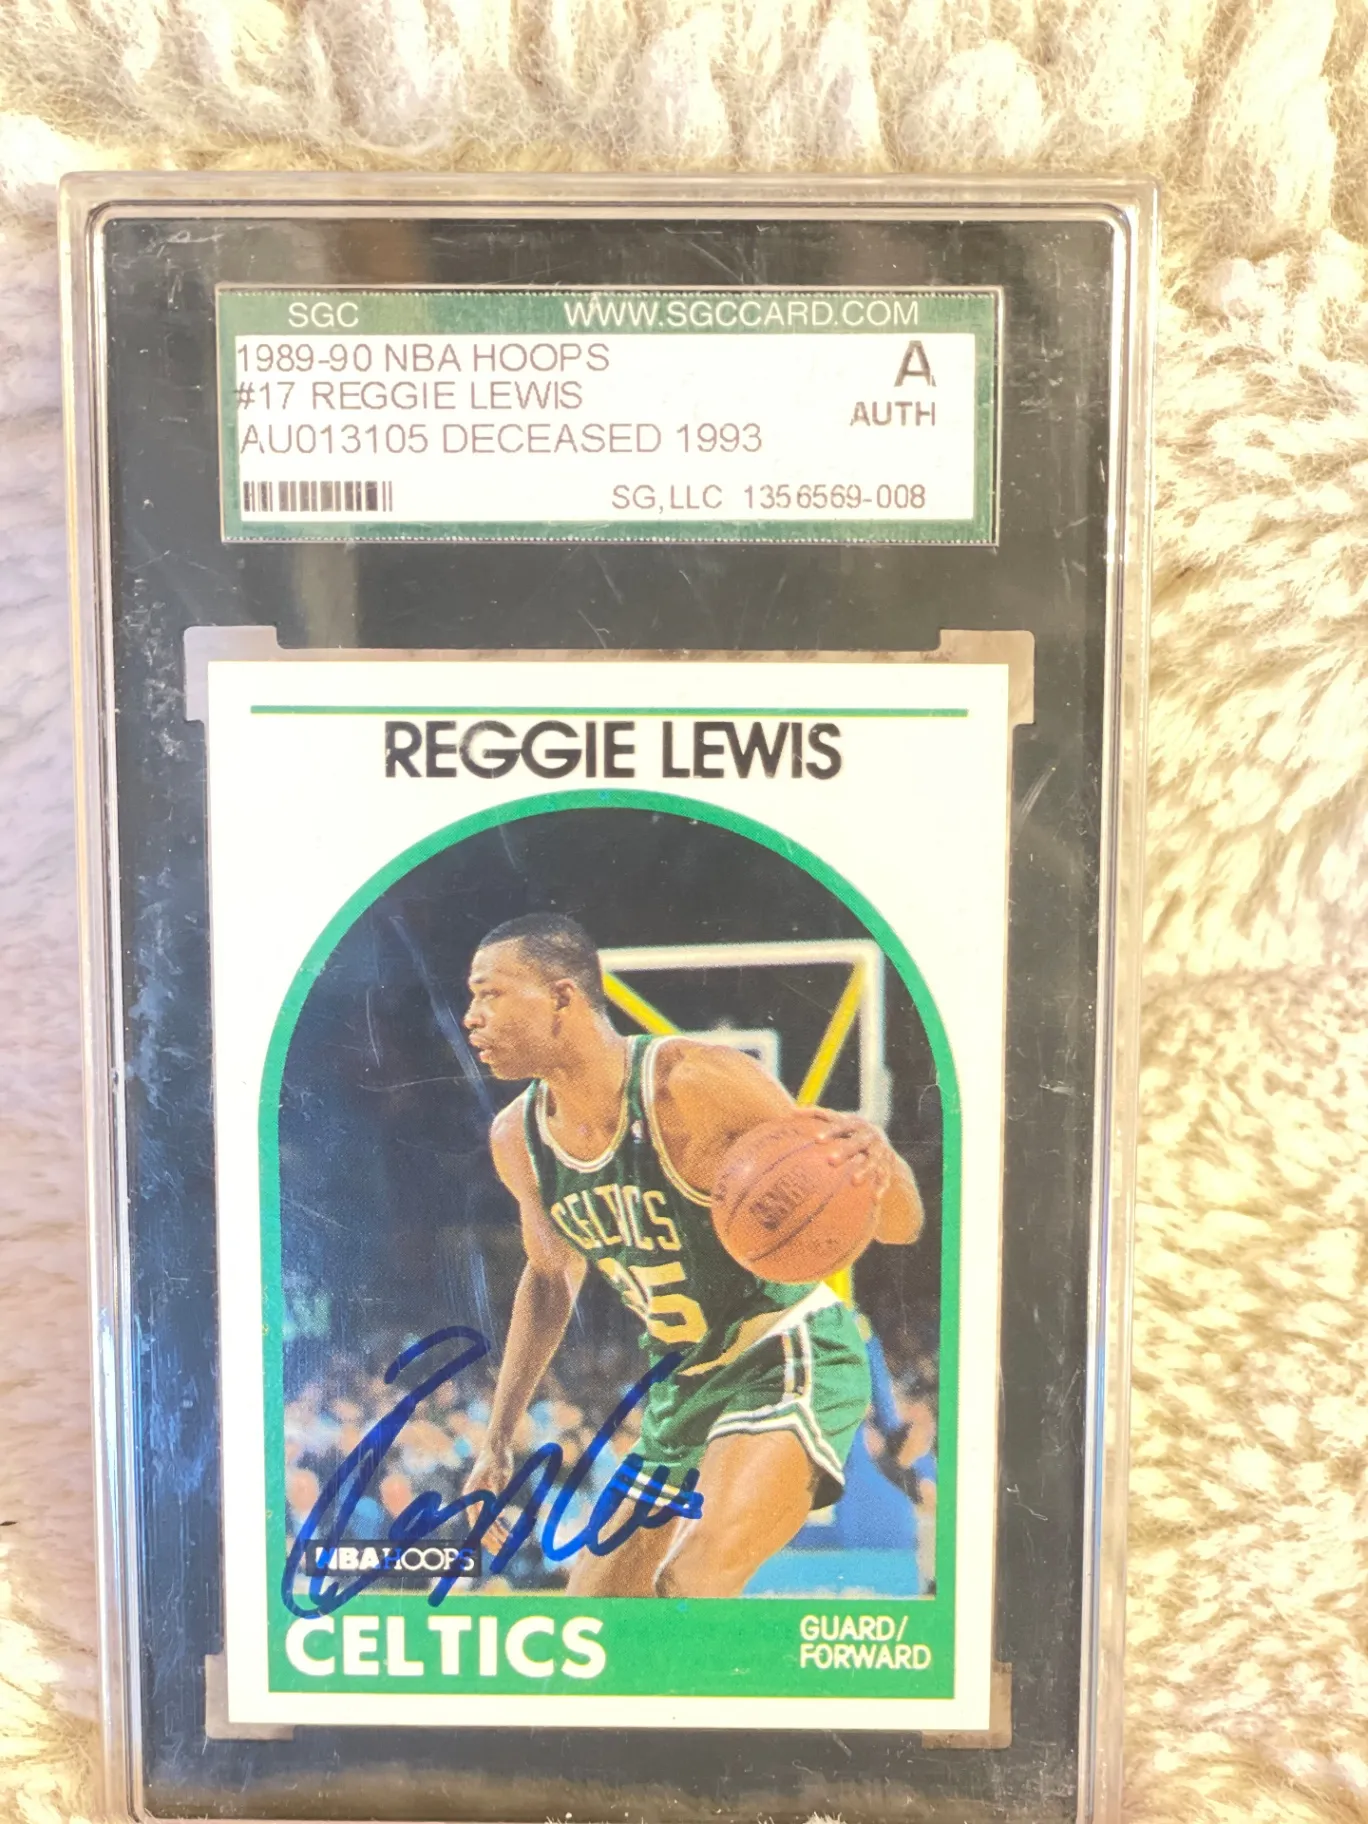 SGC WWW.SGCCARD.COM
1989-90 NBA HOOPS A
#17 REGGIE LEWIS AUTH
AU013105 DECEASED 1993
SG,LLC 1356569-008
REGGIE LEWIS
CELTICS
35
NBA HOOPS
CELTICS
GUARD/
FORWARD